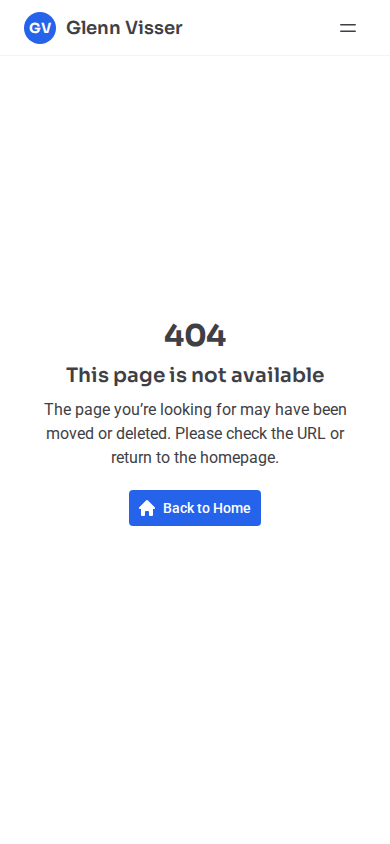 GV Glenn Visser
404
This page is not available
The page you’re looking for may have been
moved or deleted. Please check the URL or
return to the homepage.
Back to Home